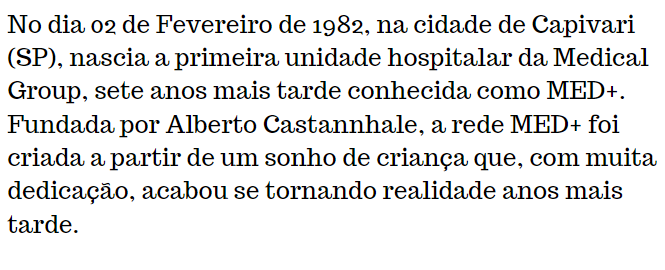 No dia 02 de Fevereiro de 1982, na cidade de Capivari
(SP), nascia a primeira unidade hospitalar da Medical
Group, sete anos mais tarde conhecida como MED+.
Fundada por Alberto Castannhale, a rede MED+ foi
criada a partir de um sonho de criança que, com muita
dedicação, acabou se tornando realidade anos mais
tarde.